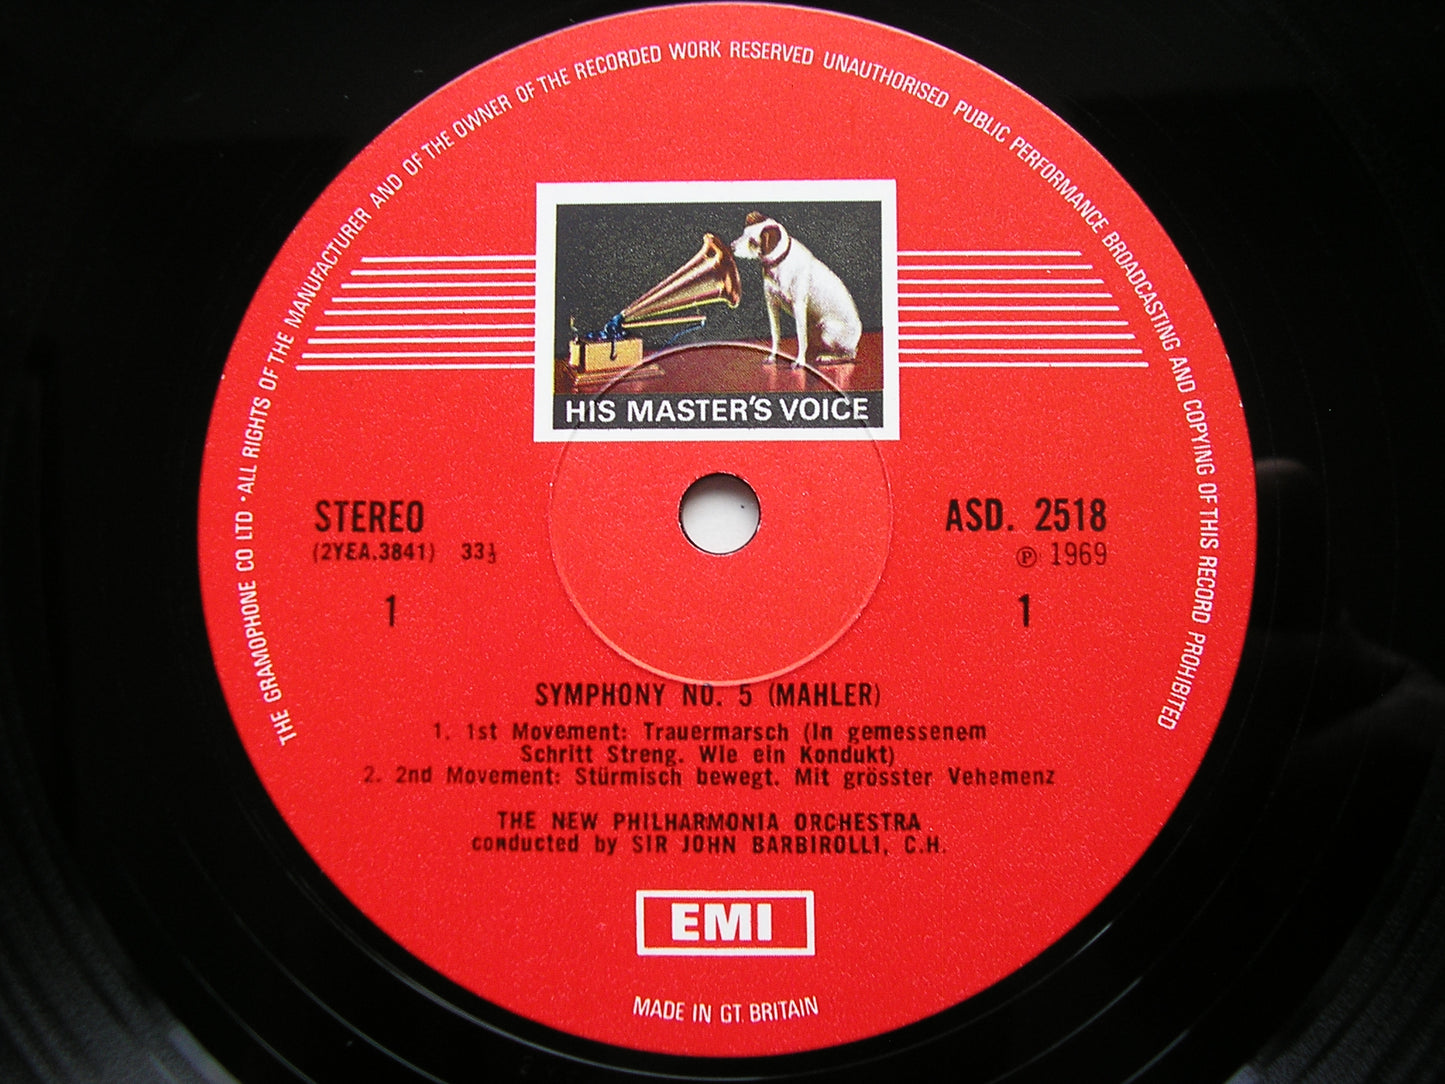 THE GRAMOPHONE CO LTD · ALL RIGHTS OF THE MANUFACTURER AND OF THE OWNER OF THE RECORDED WORK RESERVED UNAUTHORISED PUBLIC PERFORMANCE BROADCASTING AND COPYING OF THIS RECORD PROHIBITED
HIS MASTER'S VOICE
STEREO
(2YEA.3841) 33⅓
1
ASD. 2518
℗ 1969
1
SYMPHONY NO. 5 (MAHLER)
1. 1st Movement: Trauermarsch (In gemessenem
Schritt Streng. Wie ein Kondukt)
2. 2nd Movement: Stürmisch bewegt. Mit grösster Vehemenz
THE NEW PHILHARMONIA ORCHESTRA
conducted by SIR JOHN BARBIROLLI, C.H.
EMI
MADE IN GT. BRITAIN